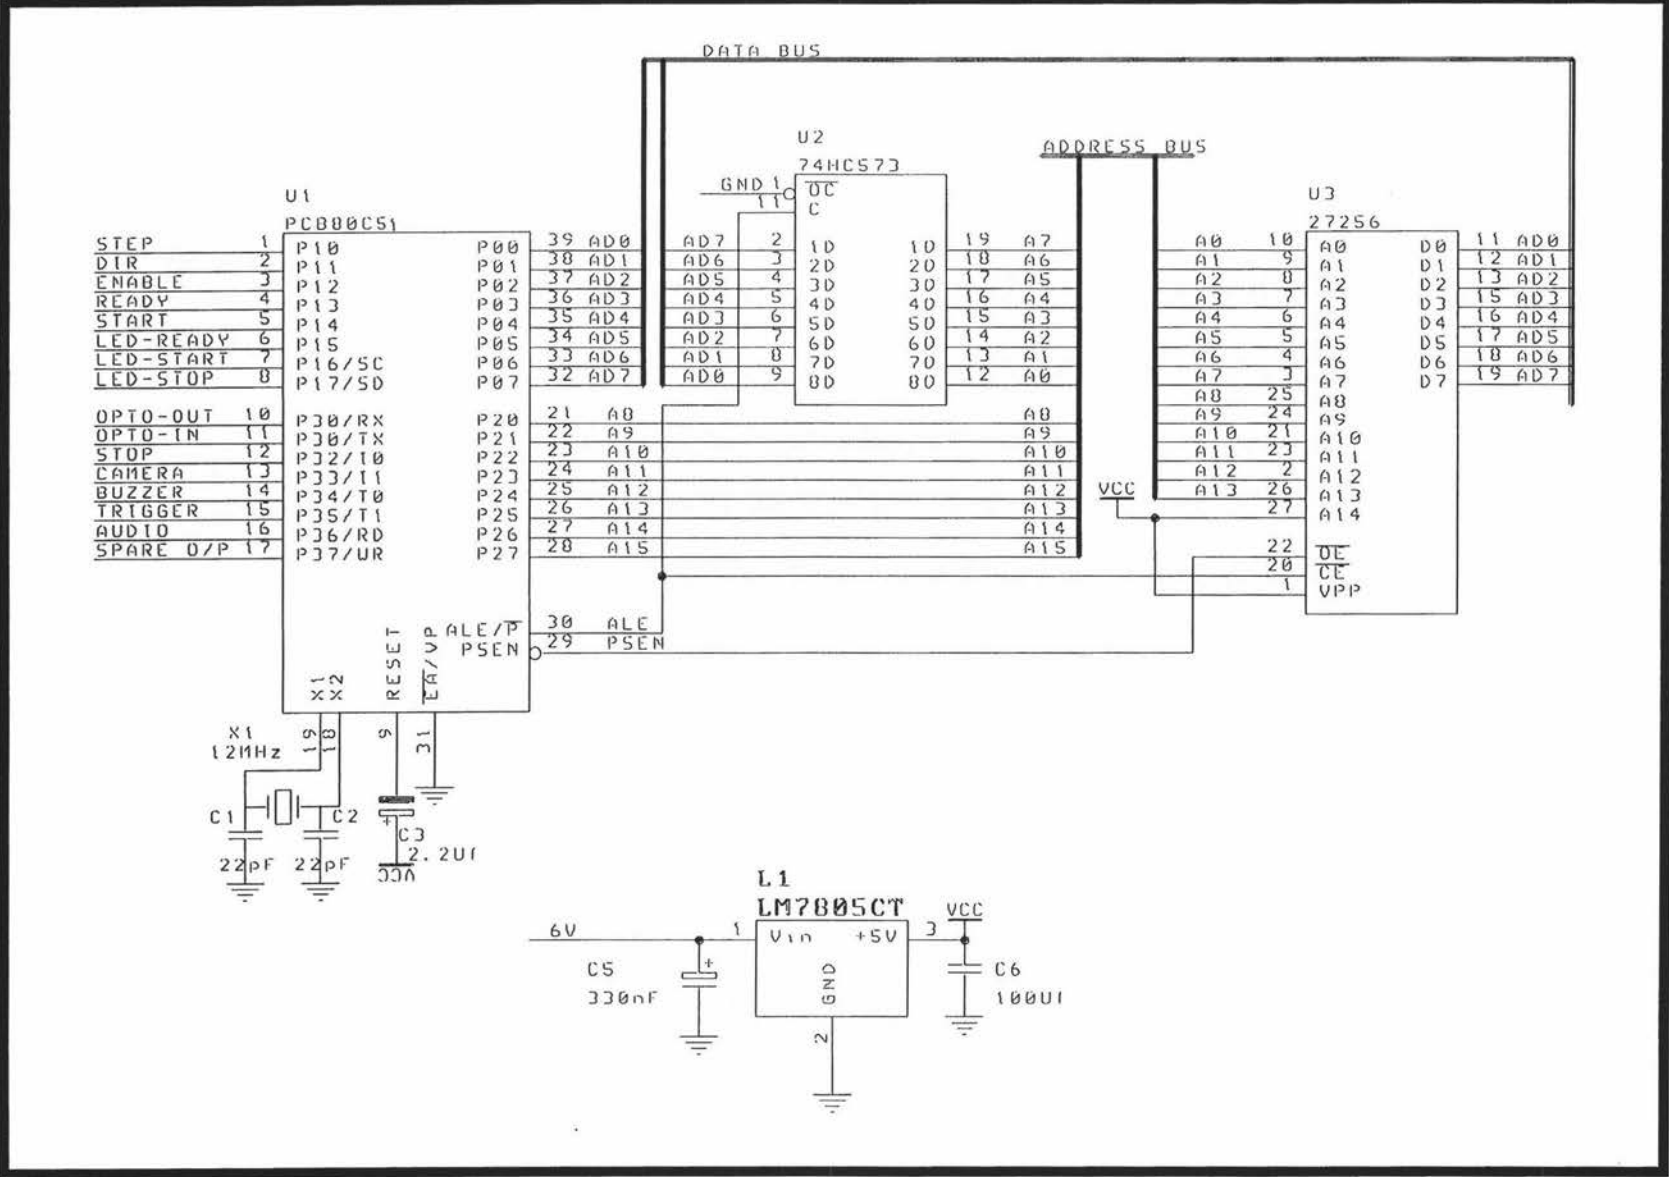 DATA BUS
U2
74HC573
GND 1 OC
11 C
AD7 2 1D 1Q 19 A7
AD6 3 2D 2Q 18 A6
AD5 4 3D 3Q 17 A5
AD4 5 4D 4Q 16 A4
AD3 6 5D 5Q 15 A3
AD2 7 6D 6Q 14 A2
AD1 8 7D 7Q 13 A1
AD0 9 8D 8Q 12 A0
ADDRESS BUS
U1
PCB80C51
STEP 1 P10
DIR 2 P11
ENABLE 3 P12
READY 4 P13
START 5 P14
LED-READY 6 P15
LED-START 7 P16/SC
LED-STOP 8 P17/SD
OPTO-OUT 10 P30/RX
OPTO-IN 11 P30/TX
STOP 12 P32/I0
CAMERA 13 P33/I1
BUZZER 14 P34/T0
TRIGGER 15 P35/T1
AUDIO 16 P36/RD
SPARE O/P 17 P37/WR
P00 39 AD0
P01 38 AD1
P02 37 AD2
P03 36 AD3
P04 35 AD4
P05 34 AD5
P06 33 AD6
P07 32 AD7
P20 21 A8 A8
P21 22 A9 A9
P22 23 A10 A10
P23 24 A11 A11
P24 25 A12 A12
P25 26 A13 A13
P26 27 A14 A14
P27 28 A15 A15
ALE/P 30 ALE
PSEN 29 PSEN
X1
X2
RESET
EA/VP
19
18
9
31
U3
27256
A0 10 A0 D0 11 AD0
A1 9 A1 D1 12 AD1
A2 8 A2 D2 13 AD2
A3 7 A3 D3 15 AD3
A4 6 A4 D4 16 AD4
A5 5 A5 D5 17 AD5
A6 4 A6 D6 18 AD6
A7 3 A7 D7 19 AD7
A8 25 A8
A9 24 A9
A10 21 A10
A11 23 A11
A12 2 A12
A13 26 A13
VCC 27 A14
22 OE
20 CE
1 VPP
X1
12MHz
C1
22pF
C2
22pF
C3
2.2Uf
VCC
L1
LM7805CT
6V 1 Vin +5V 3 VCC
GND
2
C5
330nF
C6
100Uf